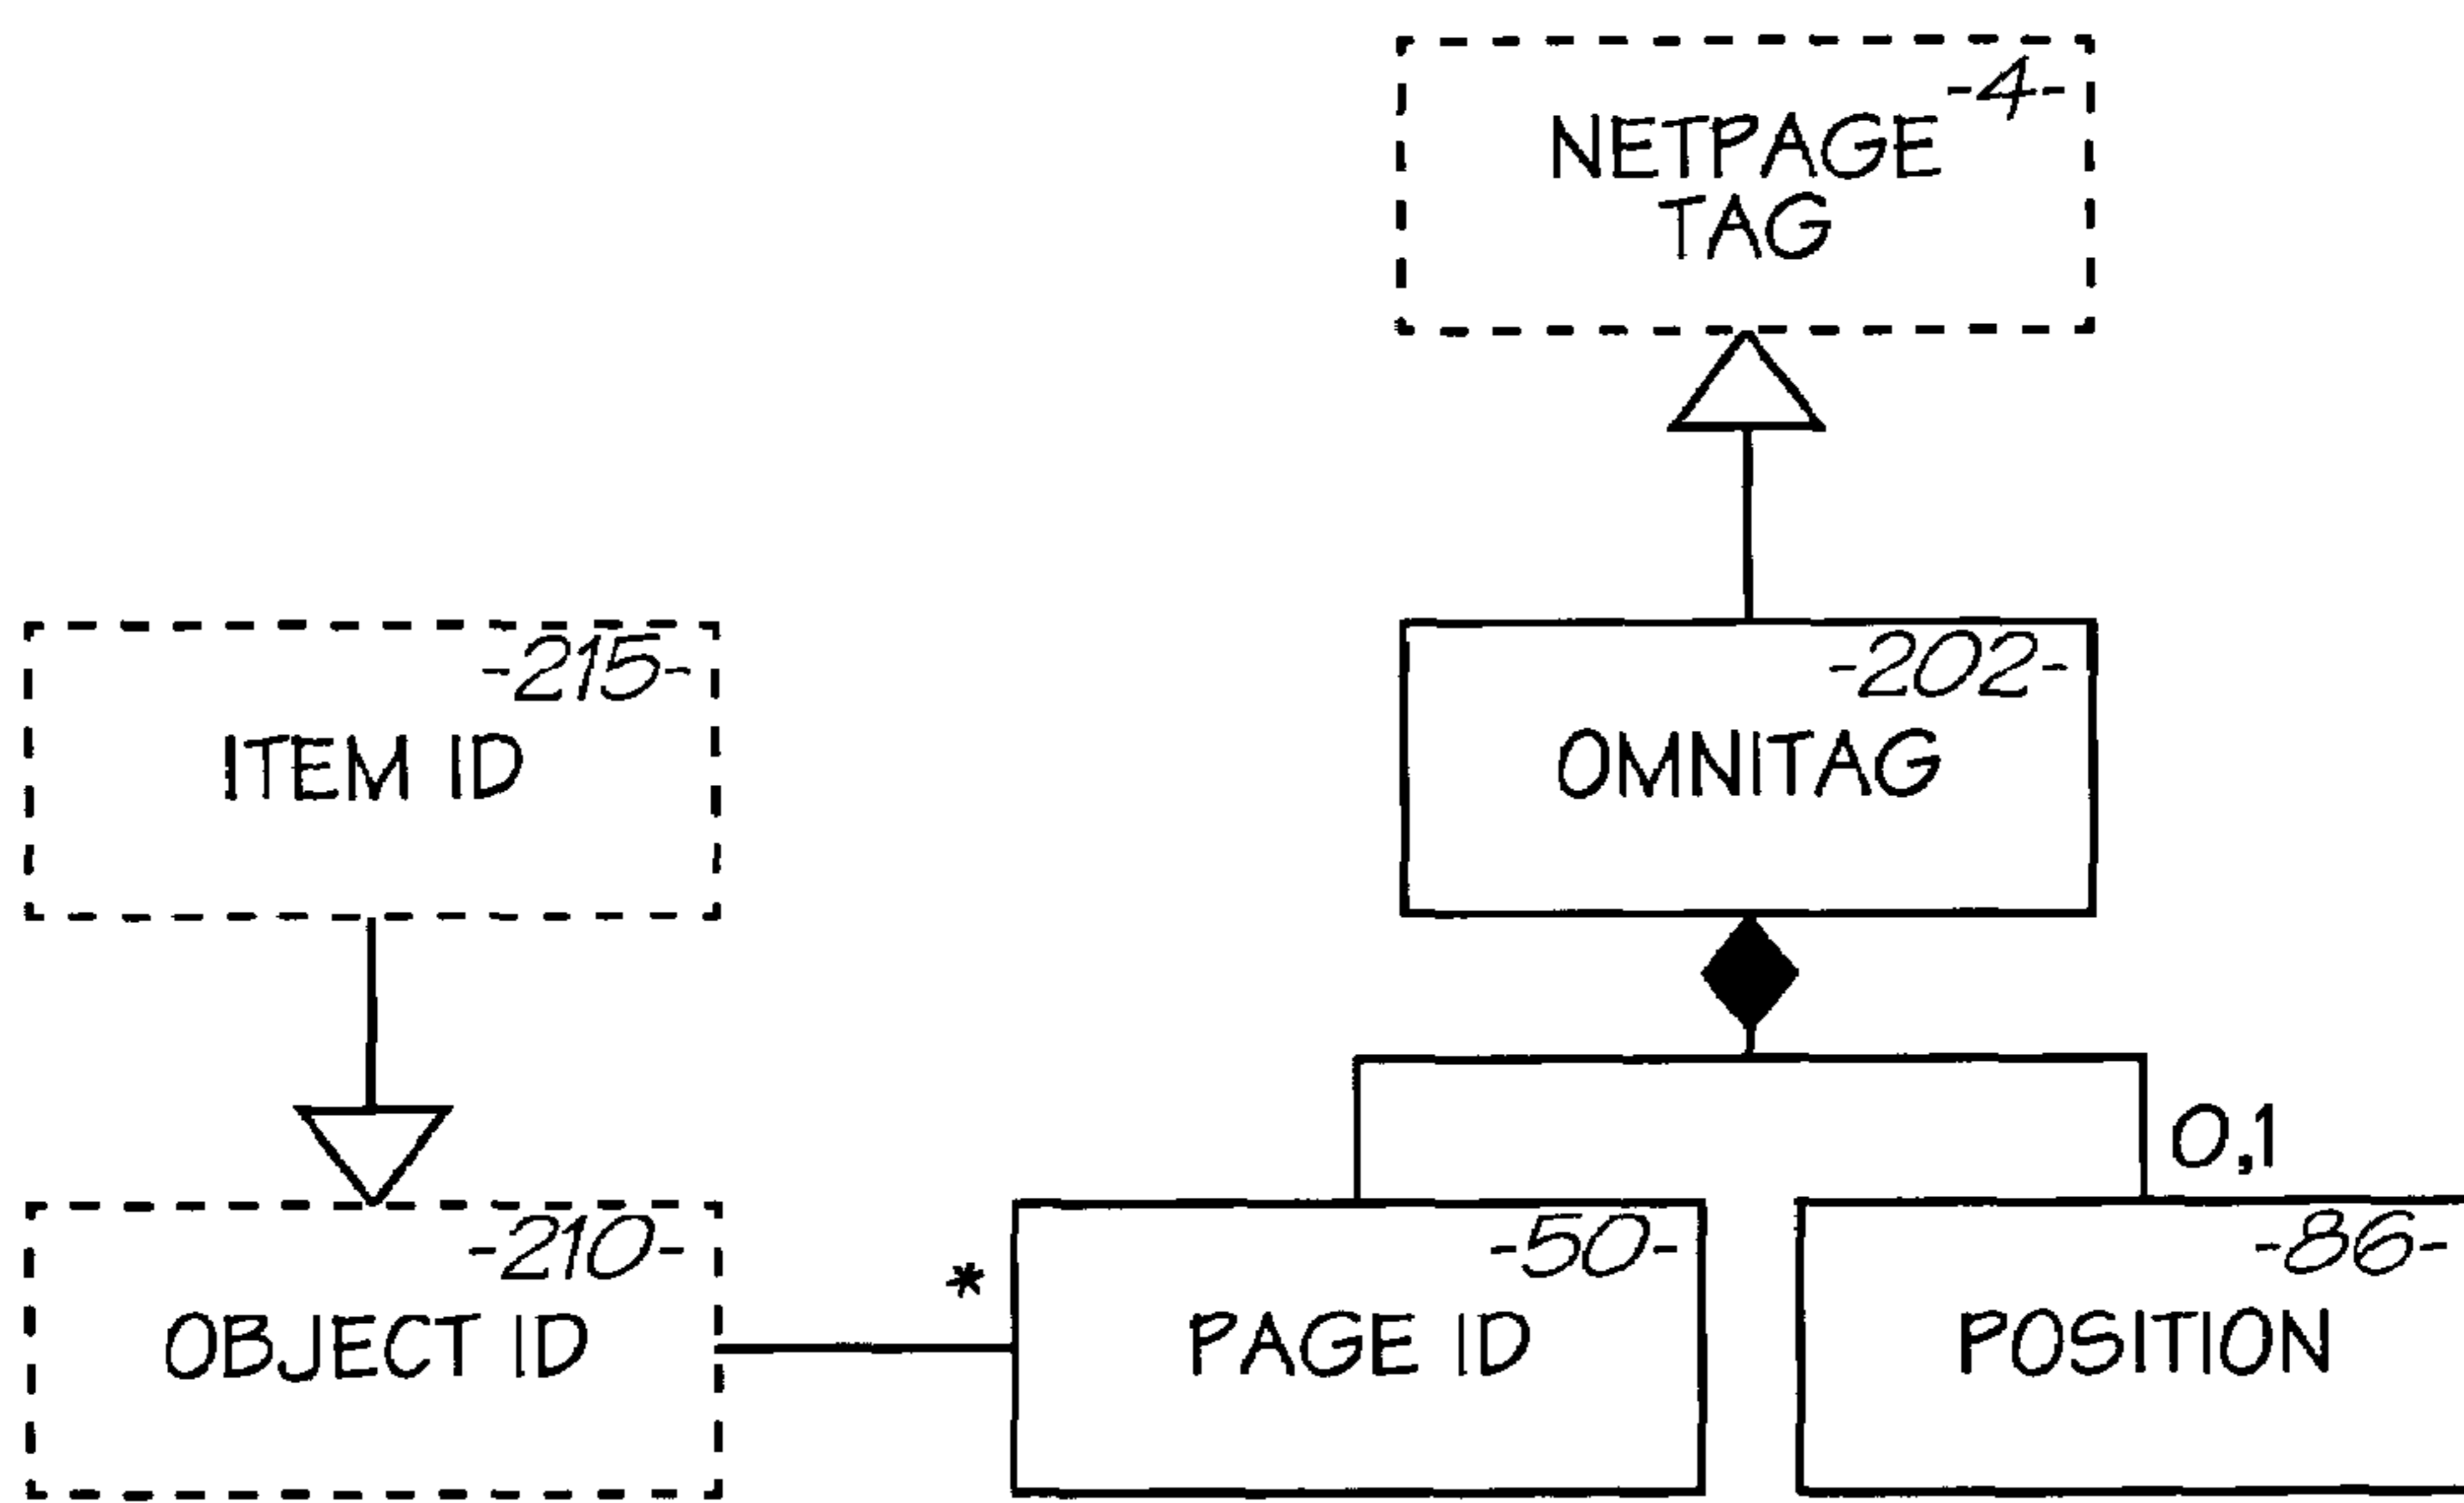 -4-
NETPAGE
TAG
-215-
ITEM ID
-202-
OMNITAG
0,1
-210-
OBJECT ID
*
-50-
PAGE ID
-86-
POSITION